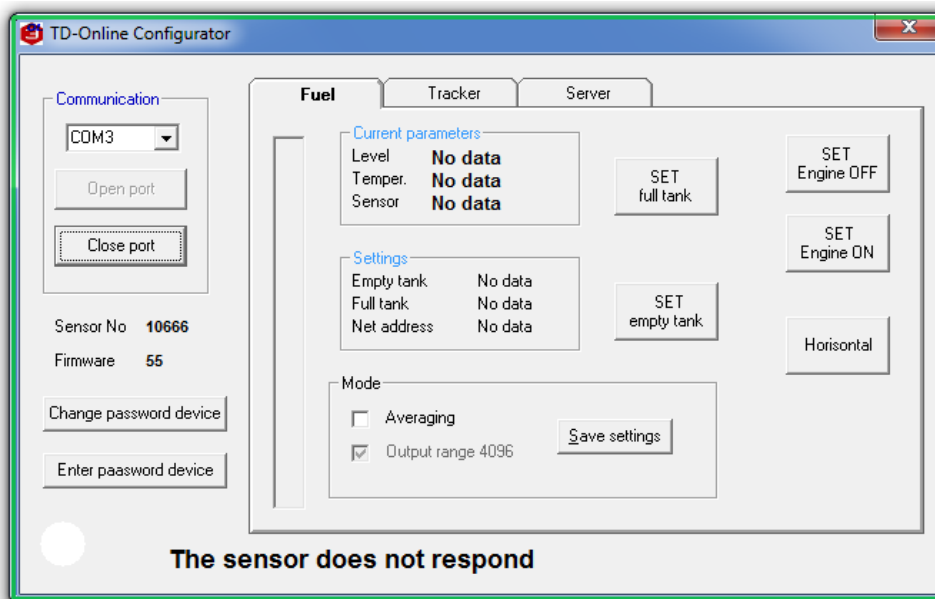 TD-Online Configurator
Communication
COM3
Open port
Close port
Sensor No 10666
Firmware 55
Change password device
Enter paassword device
Fuel Tracker Server
Current parameters
Level No data
Temper. No data
Sensor No data
SET
full tank
Settings
Empty tank No data
Full tank No data
Net address No data
SET
empty tank
SET
Engine OFF
SET
Engine ON
Horisontal
Mode
Averaging
Output range 4096
Save settings
The sensor does not respond